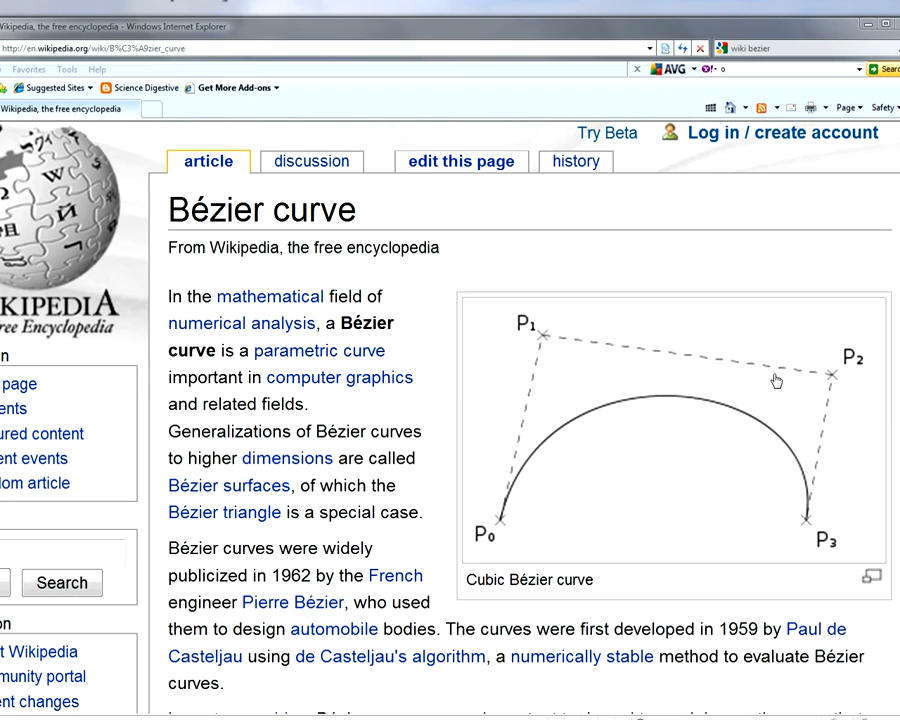 Wikipedia, the free encyclopedia - Windows Internet Explorer
http://en.wikipedia.org/wiki/B%C3%A9zier_curve
wiki bezier
Favorites Tools Help
AVG
Suggested Sites Science Digestive Get More Add-ons
Wikipedia, the free encyclopedia
Page Safety
Try Beta Log in / create account
article discussion edit this page history
Bézier curve
From Wikipedia, the free encyclopedia
KIPEDIA
ree Encyclopedia
In the mathematical field of
numerical analysis, a Bézier
curve is a parametric curve
important in computer graphics
and related fields.
Generalizations of Bézier curves
to higher dimensions are called
Bézier surfaces, of which the
Bézier triangle is a special case.
P1
P2
P0
P3
Cubic Bézier curve
Bézier curves were widely
publicized in 1962 by the French
engineer Pierre Bézier, who used
them to design automobile bodies. The curves were first developed in 1959 by Paul de
Casteljau using de Casteljau's algorithm, a numerically stable method to evaluate Bézier
curves.
n
page
ents
ured content
ent events
dom article
Search
on
t Wikipedia
munity portal
ent changes